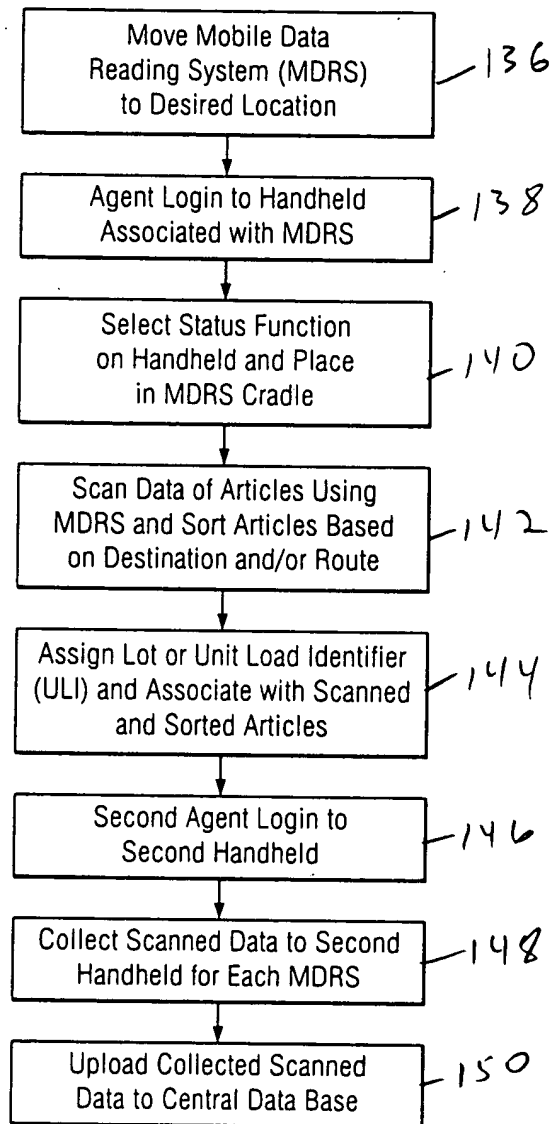 Move Mobile Data
Reading System (MDRS)
to Desired Location
136
Agent Login to Handheld
Associated with MDRS
138
Select Status Function
on Handheld and Place
in MDRS Cradle
140
Scan Data of Articles Using
MDRS and Sort Articles Based
on Destination and/or Route
142
Assign Lot or Unit Load Identifier
(ULI) and Associate with Scanned
and Sorted Articles
144
Second Agent Login to
Second Handheld
146
Collect Scanned Data to Second
Handheld for Each MDRS
148
Upload Collected Scanned
Data to Central Data Base
150